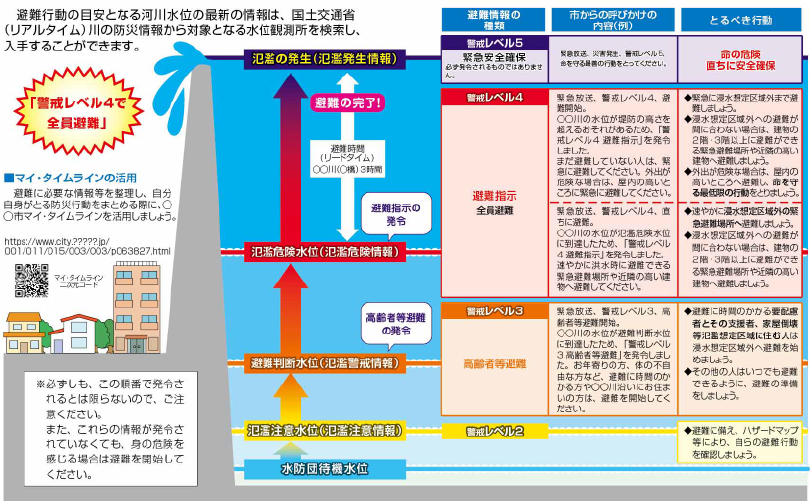 避難行動の目安となる河川水位の最新の情報は、国土交通省
(リアルタイム)川の防災情報から対象となる水位観測所を検索し、
入手することができます。
「警戒レベル4で
全員避難」
■マイ・タイムラインの活用
避難に必要な情報等を整理し、自分
自身がとる防災行動をまとめる際に、○
○市マイ・タイムラインを活用しましょう。
https://www.city.?????.jp/
001/011/015/003/003/p063827.html
マイ・タイムライン
二次元コード
※必ずしも、この順番で発令さ
れるとは限らないので、ご注
意ください。
また、これらの情報が発令さ
れていなくても、身の危険を
感じる場合は避難を開始して
ください。
氾濫の発生(氾濫発生情報)
避難の完了!
避難時間
(リードタイム)
○○川(○橋)3時間
避難指示
の発令
氾濫危険水位(氾濫危険情報)
高齢者等避難
の発令
避難判断水位(氾濫警戒情報)
氾濫注意水位(氾濫注意情報)
水防団待機水位
避難情報の
種類
市からの呼びかけの
内容(例)
とるべき行動
警戒レベル5
緊急安全確保
必ず発令されるものではありませ
ん。
緊急放送、災害発生、警戒レベル5、
命を守る最善の行動をとってください。
命の危険
直ちに安全確保
警戒レベル4
避難指示
全員避難
緊急放送、警戒レベル4、避
難開始。
○○川の水位が堤防の高さを
超えるおそれがあるため、「警
戒レベル4 避難指示」を発令し
ました。
まだ避難していない人は、緊
急に避難してください。外出が
危険な場合は、屋内の高いと
ころに緊急に避難してください。
◆緊急に浸水想定区域外まで避
難しましょう。
◆浸水想定区域外への避難が
間に合わない場合は、建物の
2階・3階以上に避難ができ
る緊急避難場所や近隣の高い
建物へ避難しましょう。
◆外出が危険な場合は、屋内の
高いところへ避難し、命を守
る最低限の行動をとりましょう。
緊急放送、警戒レベル4、直
ちに避難。
○○川の水位が氾濫危険水位
に到達したため、「警戒レベル
4 避難指示」を発令しました。
速やかに洪水時に避難できる
緊急避難場所や近隣の高い建
物へ避難してください。
◆速やかに浸水想定区域外の緊
急避難場所へ避難しましょう。
◆浸水想定区域外への避難が
間に合わない場合は、建物の
2階・3階以上に避難ができる
緊急避難場所や近隣の高い建
物へ避難しましょう。
警戒レベル3
高齢者等避難
緊急放送、警戒レベル3、高
齢者等避難開始。
○○川の水位が避難判断水位
に到達したため、「警戒レベル
3 高齢者等避難」を発令しまし
た。お年寄りの方、体の不自
由な方など、避難に時間のか
かる方や○○川沿いにお住ま
いの方は、避難を開始してくだ
さい。
◆避難に時間のかかる要配慮
者とその支援者、家屋倒壊
等氾濫想定区域に住む人は
浸水想定区域外へ避難を始
めましょう。
◆その他の人はいつでも避難
できるように、避難の準備
をしましょう。
警戒レベル2
◆避難に備え、ハザードマップ
等により、自らの避難行動
を確認しましょう。